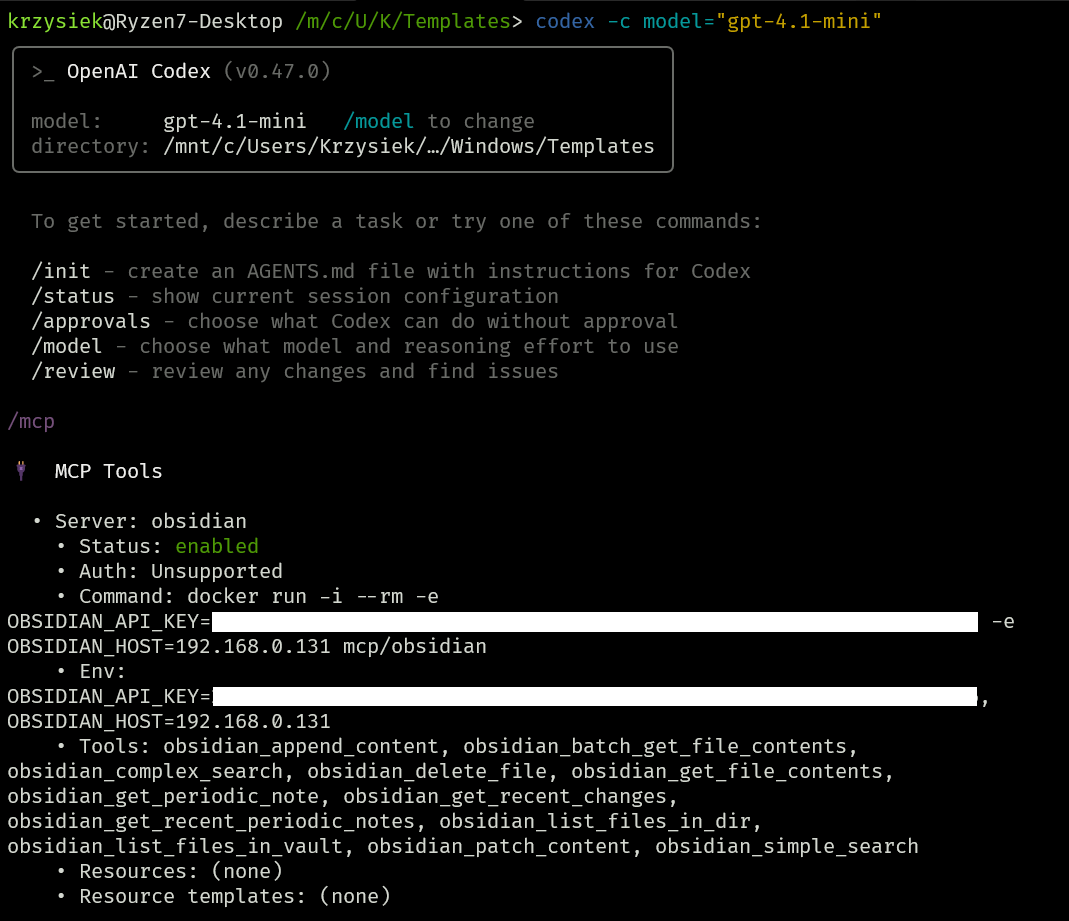 krzysiek@Ryzen7-Desktop /m/c/U/K/Templates> codex -c model="gpt-4.1-mini"
>_ OpenAI Codex (v0.47.0)
model: gpt-4.1-mini /model to change
directory: /mnt/c/Users/Krzysiek/…/Windows/Templates
To get started, describe a task or try one of these commands:
/init - create an AGENTS.md file with instructions for Codex
/status - show current session configuration
/approvals - choose what Codex can do without approval
/model - choose what model and reasoning effort to use
/review - review any changes and find issues
/mcp
MCP Tools
• Server: obsidian
• Status: enabled
• Auth: Unsupported
• Command: docker run -i --rm -e
OBSIDIAN_API_KEY= -e
OBSIDIAN_HOST=192.168.0.131 mcp/obsidian
• Env:
OBSIDIAN_API_KEY= ,
OBSIDIAN_HOST=192.168.0.131
• Tools: obsidian_append_content, obsidian_batch_get_file_contents,
obsidian_complex_search, obsidian_delete_file, obsidian_get_file_contents,
obsidian_get_periodic_note, obsidian_get_recent_changes,
obsidian_get_recent_periodic_notes, obsidian_list_files_in_dir,
obsidian_list_files_in_vault, obsidian_patch_content, obsidian_simple_search
• Resources: (none)
• Resource templates: (none)